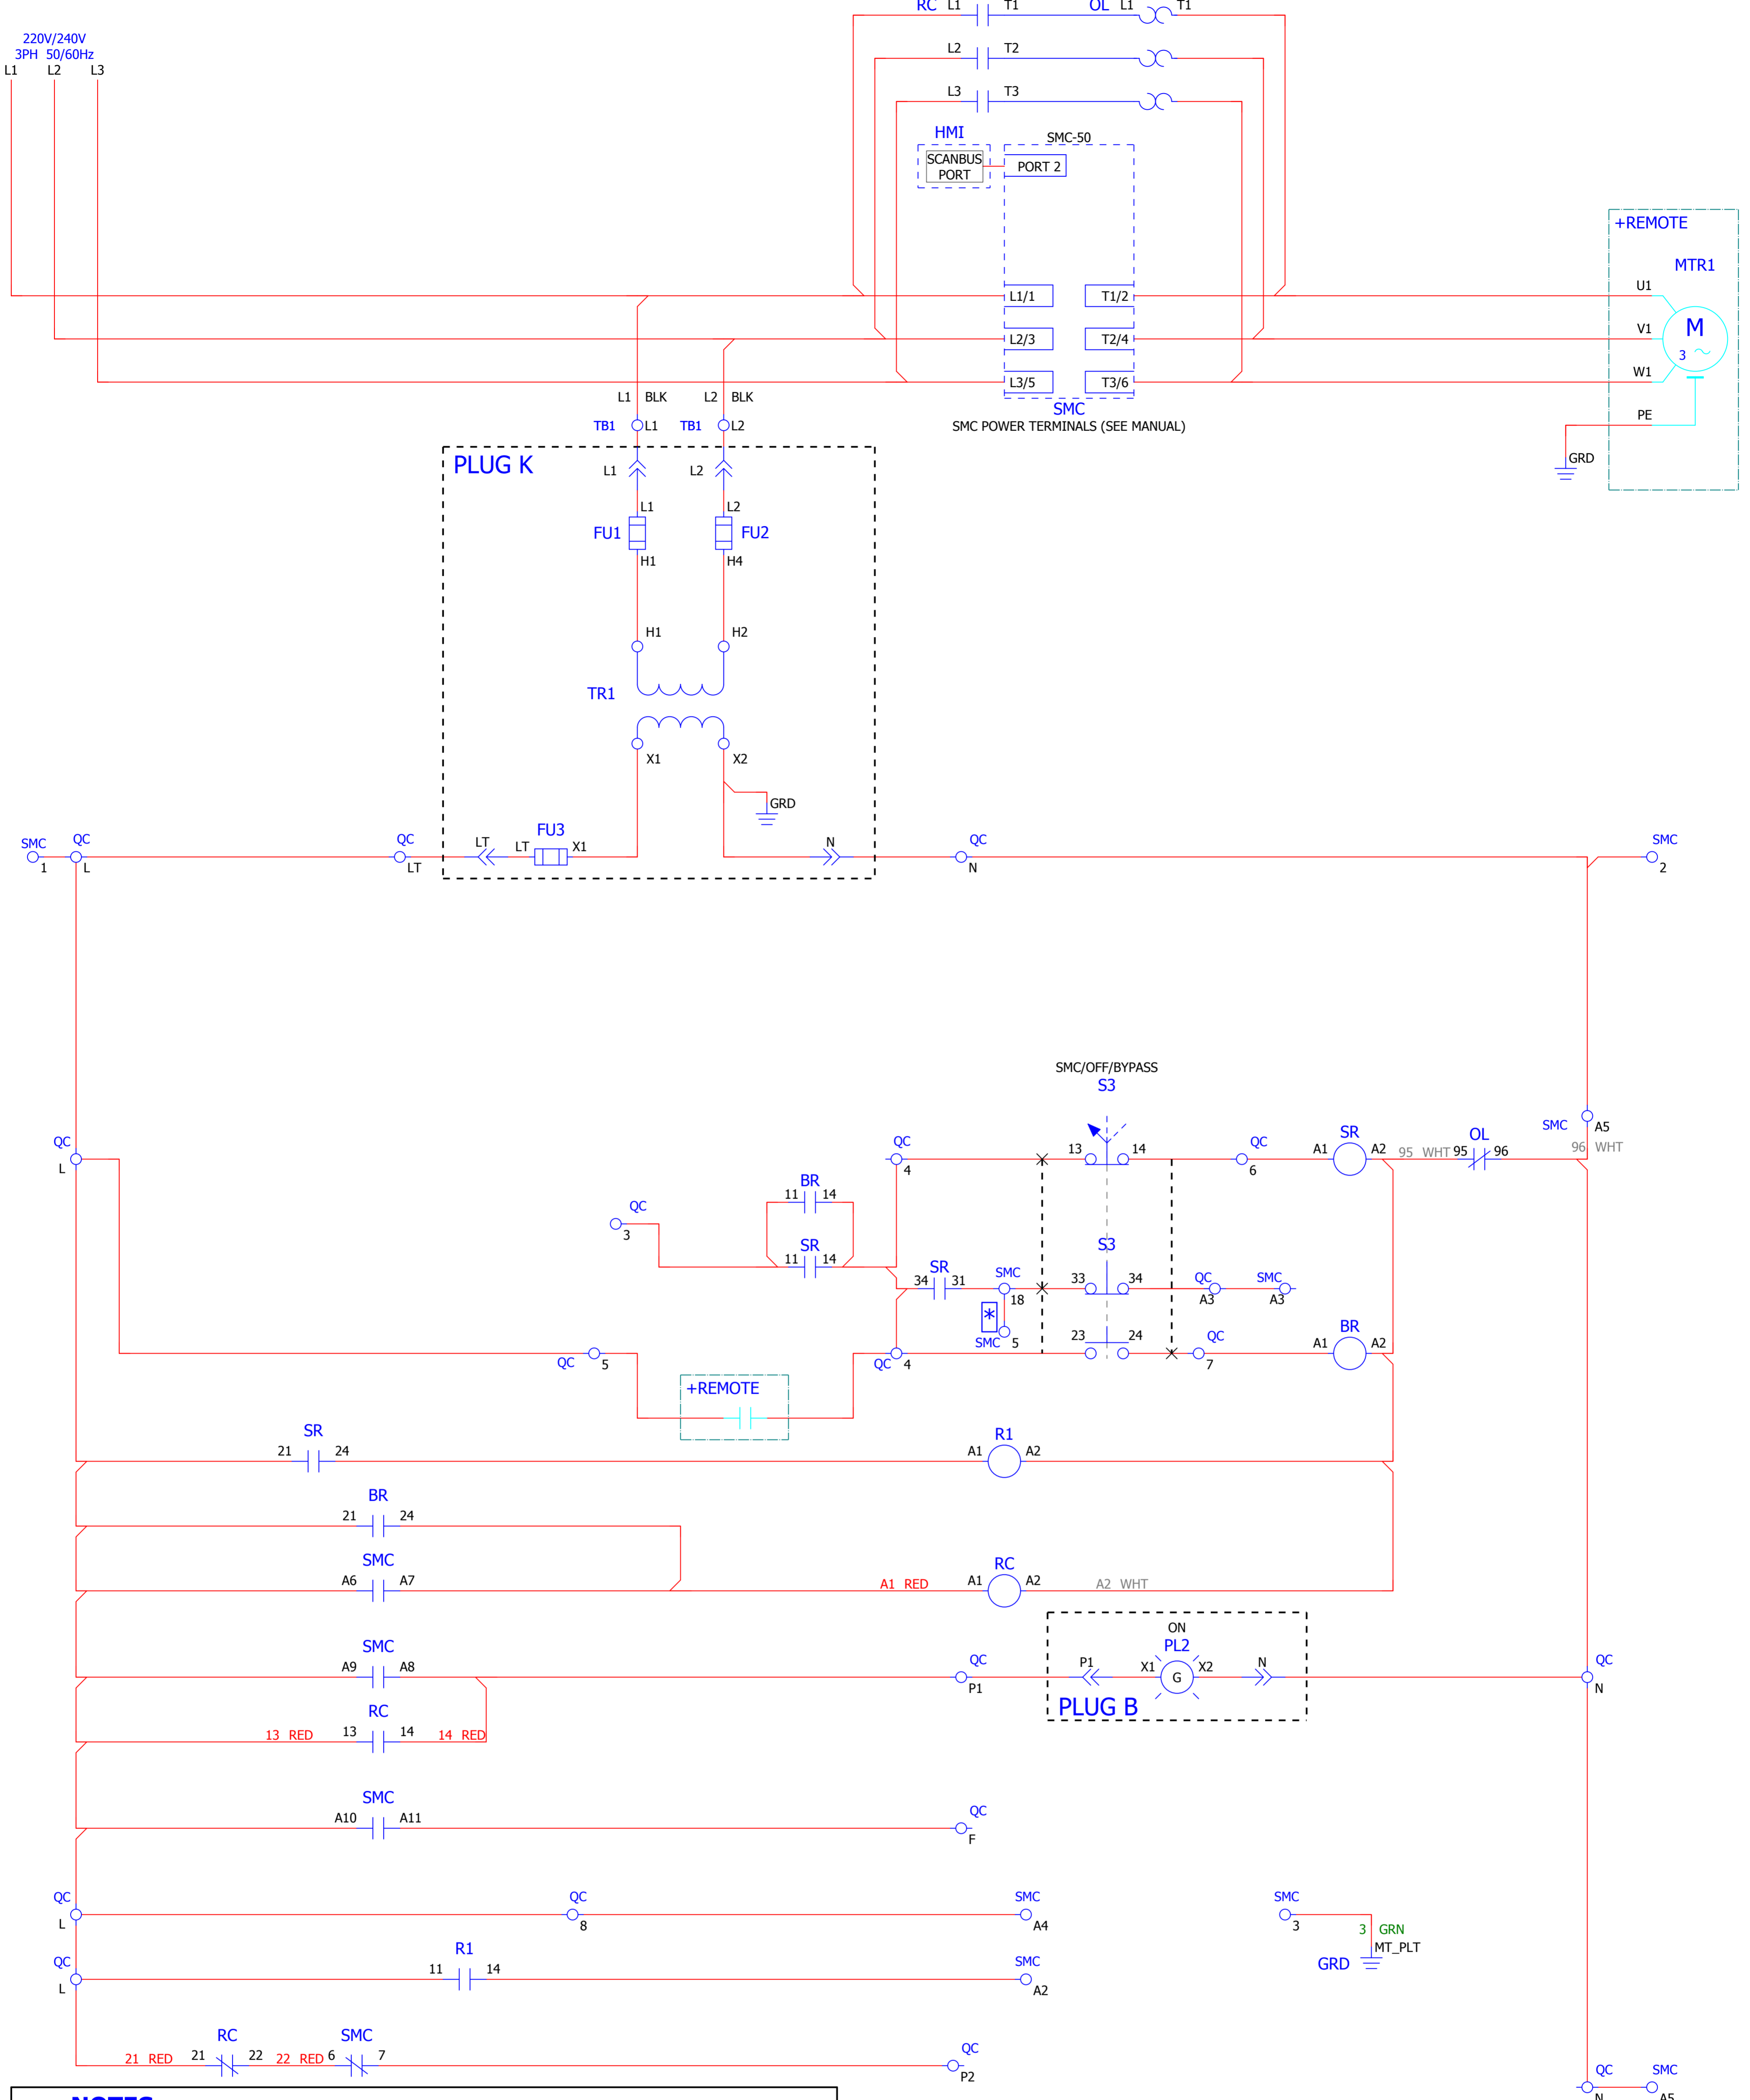 RC L1 T1 OL L1 T1
220V/240V
3PH 50/60Hz
L1 L2 L3
L2 T2
L3 T3
HMI
SMC-50
SCANBUS
PORT
PORT 2
+REMOTE
MTR1
U1
L1/1 T1/2
M
3
V1
L2/3 T2/4
W1
L3/5 T3/6
L1 BLK L2 BLK
SMC
PE
TB1 L1 TB1 L2
SMC POWER TERMINALS (SEE MANUAL)
GRD
PLUG K
L1 L2
L1 L2
FU1 FU2
H1 H4
H1 H2
TR1
X1 X2
GRD
SMC QC QC FU3 QC SMC
LT LT X1 N
1 L LT N 2
SMC/OFF/BYPASS
S3
SMC A5
QC QC 13 14 QC SR OL 96 WHT
L 4 6 A1 A2 95 WHT 95 96
BR
11 14
QC
3
SR S3
11 14
SR SMC QC SMC
34 31 33 34
18 A3 A3
*
SMC 5 23 24 QC BR
A1 A2
QC 5 QC 4 7
+REMOTE
SR R1
21 24 A1 A2
BR
21 24
SMC RC
A6 A7 A1 RED A1 A2 A2 WHT
ON
SMC PL2
A9 A8 QC P1 X1 G X2 N QC
P1 N
PLUG B
RC
13 RED 13 14 14 RED
SMC
A10 A11 QC
F
QC QC SMC SMC
L 8 A4 3
3 GRN
MT_PLT
GRD
QC R1 SMC
11 14
L A2
RC SMC
21 RED 21 22 22 RED 6 7 QC
P2
QC SMC
N A5
NOTES